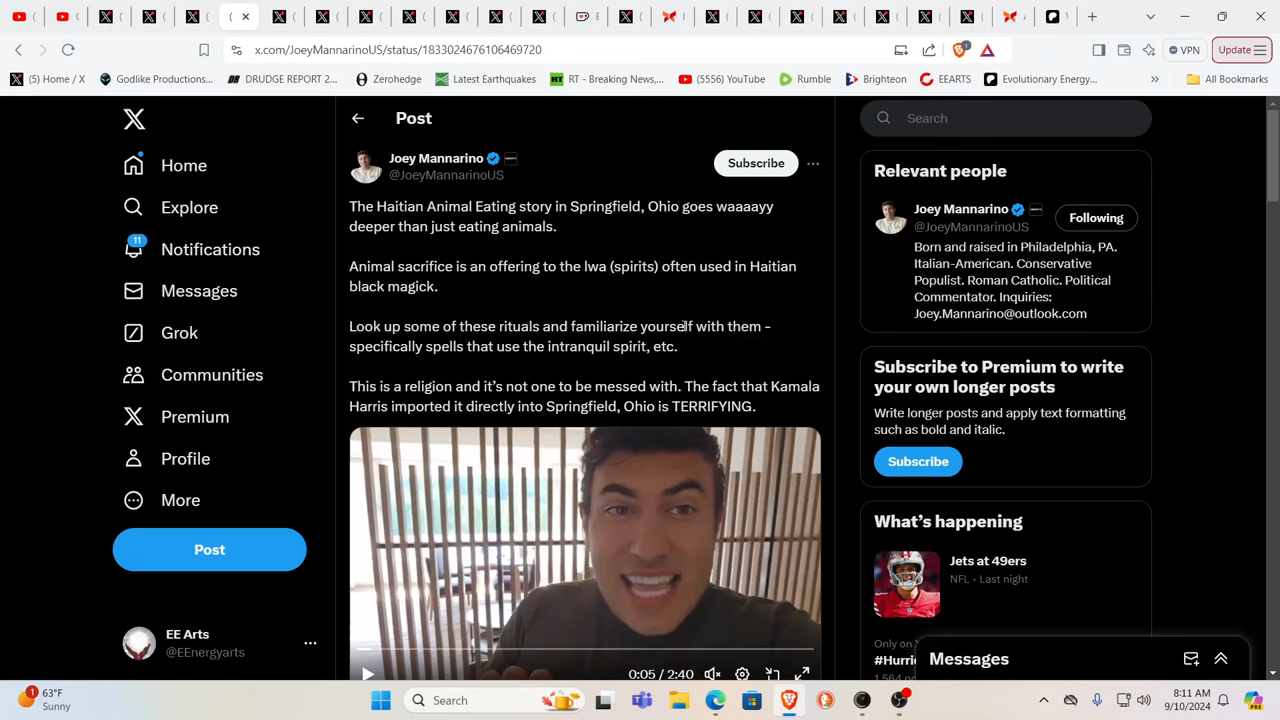 x.com/JoeyMannarinoUS/status/1833024676106469720
VPN
Update
(5) Home / X
Godlike Productions...
DRUDGE REPORT 2...
Zerohedge
Latest Earthquakes
RT - Breaking News,...
(5556) YouTube
Rumble
Brighteon
EEARTS
Evolutionary Energy...
All Bookmarks
Home
Explore
11
Notifications
Messages
Grok
Communities
Premium
Profile
More
Post
EE Arts
@EEnergyarts
Post
Joey Mannarino
@JoeyMannarinoUS
Subscribe
The Haitian Animal Eating story in Springfield, Ohio goes waaaayy
deeper than just eating animals.
Animal sacrifice is an offering to the lwa (spirits) often used in Haitian
black magick.
Look up some of these rituals and familiarize yourself with them -
specifically spells that use the intranquil spirit, etc.
This is a religion and it’s not one to be messed with. The fact that Kamala
Harris imported it directly into Springfield, Ohio is TERRIFYING.
0:05 / 2:40
Search
Relevant people
Joey Mannarino
@JoeyMannarinoUS
Following
Born and raised in Philadelphia, PA.
Italian-American. Conservative
Populist. Roman Catholic. Political
Commentator. Inquiries:
Joey.Mannarino@outlook.com
Subscribe to Premium to write
your own longer posts
Write longer posts and apply text formatting
such as bold and italic.
Subscribe
What’s happening
Jets at 49ers
NFL · Last night
Only on
#Hurri
1,564
Messages
1
63°F
Sunny
Search
8:11 AM
9/10/2024